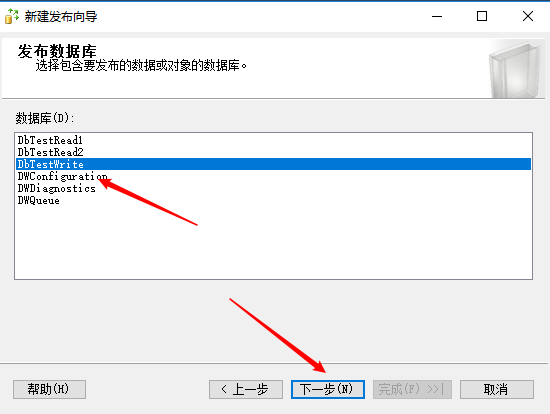 新建发布向导
发布数据库
选择包含要发布的数据或对象的数据库。
数据库(D):
DbTestRead1
DbTestRead2
DbTestWrite
DWConfiguration
DWDiagnostics
DWQueue
帮助(H) < 上一步 下一步(N) 完成(F) >>| 取消